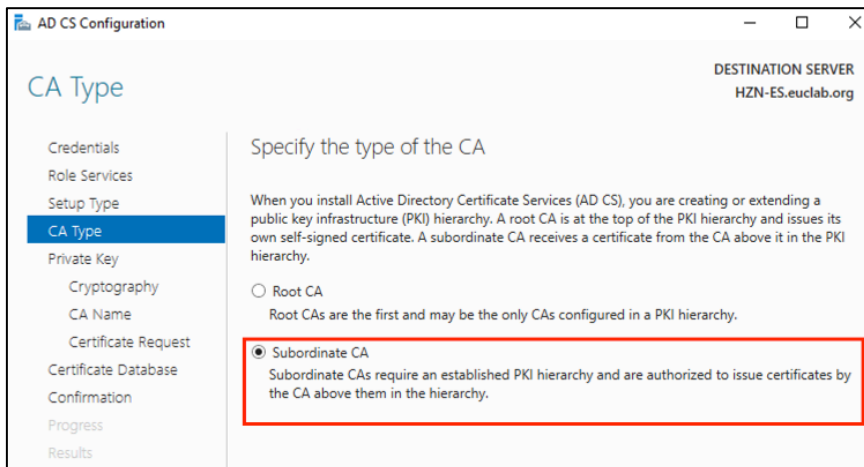 AD CS Configuration
CA Type
DESTINATION SERVER
HZN-ES.euclab.org
Credentials
Role Services
Setup Type
CA Type
Private Key
Cryptography
CA Name
Certificate Request
Certificate Database
Confirmation
Progress
Results
Specify the type of the CA
When you install Active Directory Certificate Services (AD CS), you are creating or extending a
public key infrastructure (PKI) hierarchy. A root CA is at the top of the PKI hierarchy and issues its
own self-signed certificate. A subordinate CA receives a certificate from the CA above it in the PKI
hierarchy.
Root CA
Root CAs are the first and may be the only CAs configured in a PKI hierarchy.
Subordinate CA
Subordinate CAs require an established PKI hierarchy and are authorized to issue certificates by
the CA above them in the hierarchy.